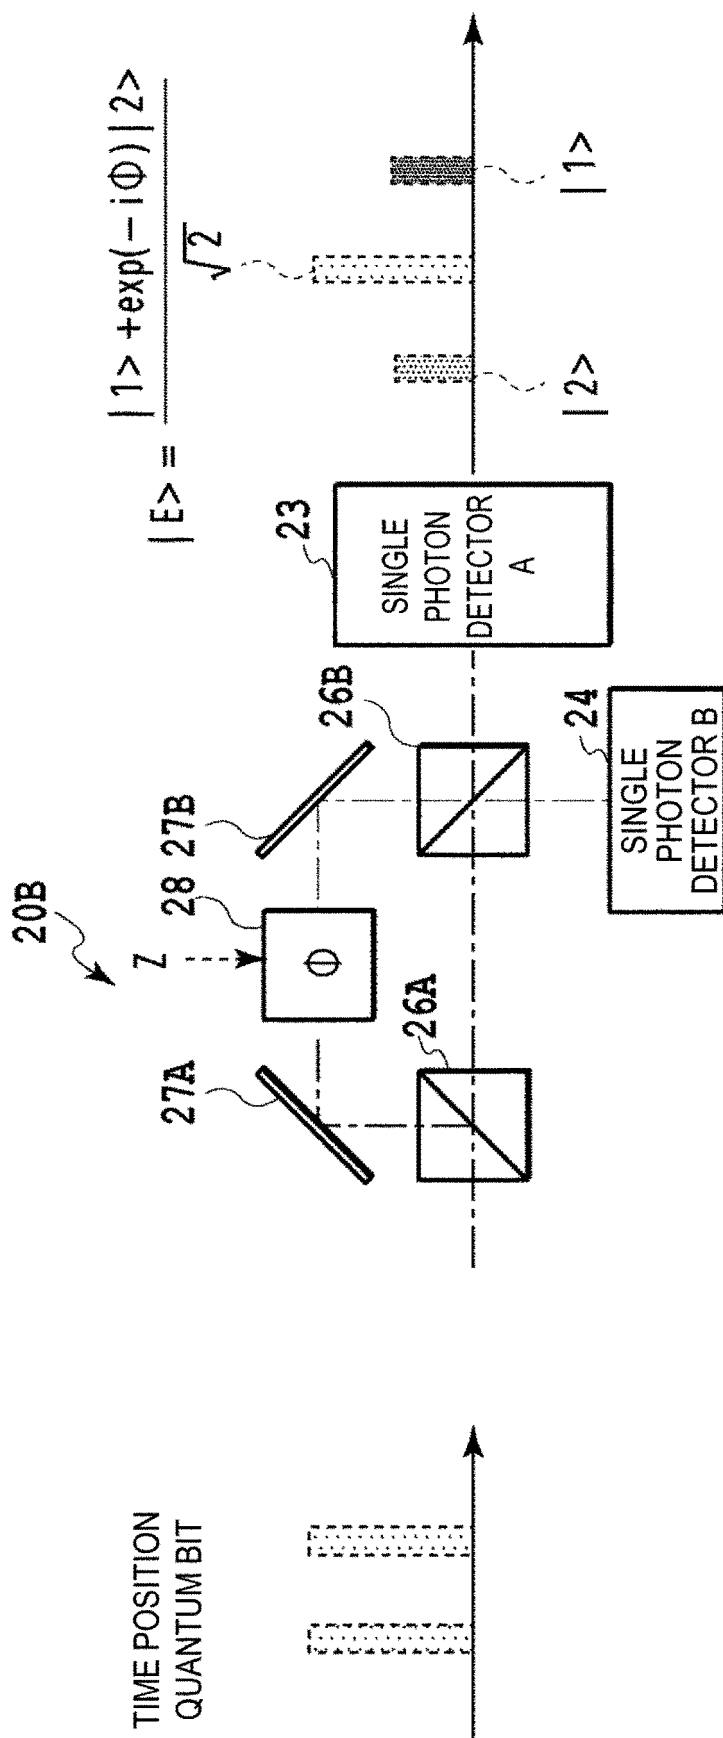 TIME POSITION
QUANTUM BIT
20B
Z
27A
28
27B
Φ
26A
26B
23
SINGLE
PHOTON
DETECTOR
A
24
SINGLE
PHOTON
DETECTOR B
|E> = |1> +exp(-iΦ)|2>
√2
|2>
|1>